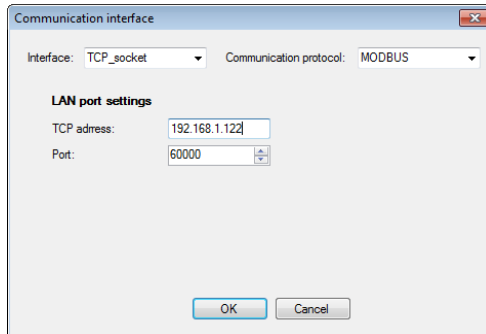 Communication interface
Interface: TCP_socket Communication protocol: MODBUS
LAN port settings
TCP adrress: 192.168.1.122
Port: 60000
OK Cancel